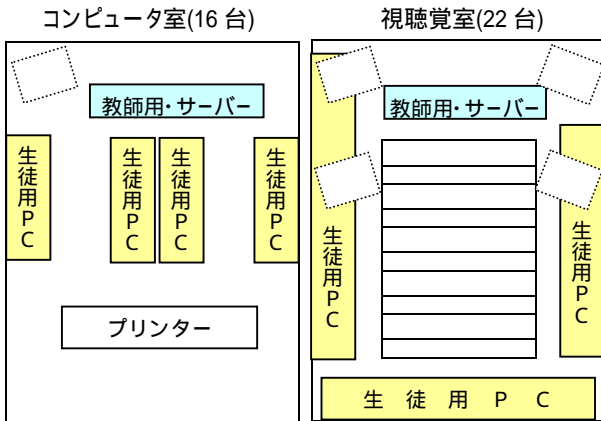 コンピュータ室(16 台)
視聴覚室(22 台)
教師用・サーバー
教師用・サーバー
生徒用PC
生徒用PC
生徒用PC
生徒用PC
生徒用PC
生徒用PC
プリンター
生 徒 用 P C